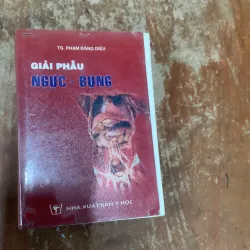 TS. PHẠM ĐĂNG DIỆU
GIẢI PHẪU
NGỰC - BỤNG
NHÀ XUẤT BẢN Y HỌC